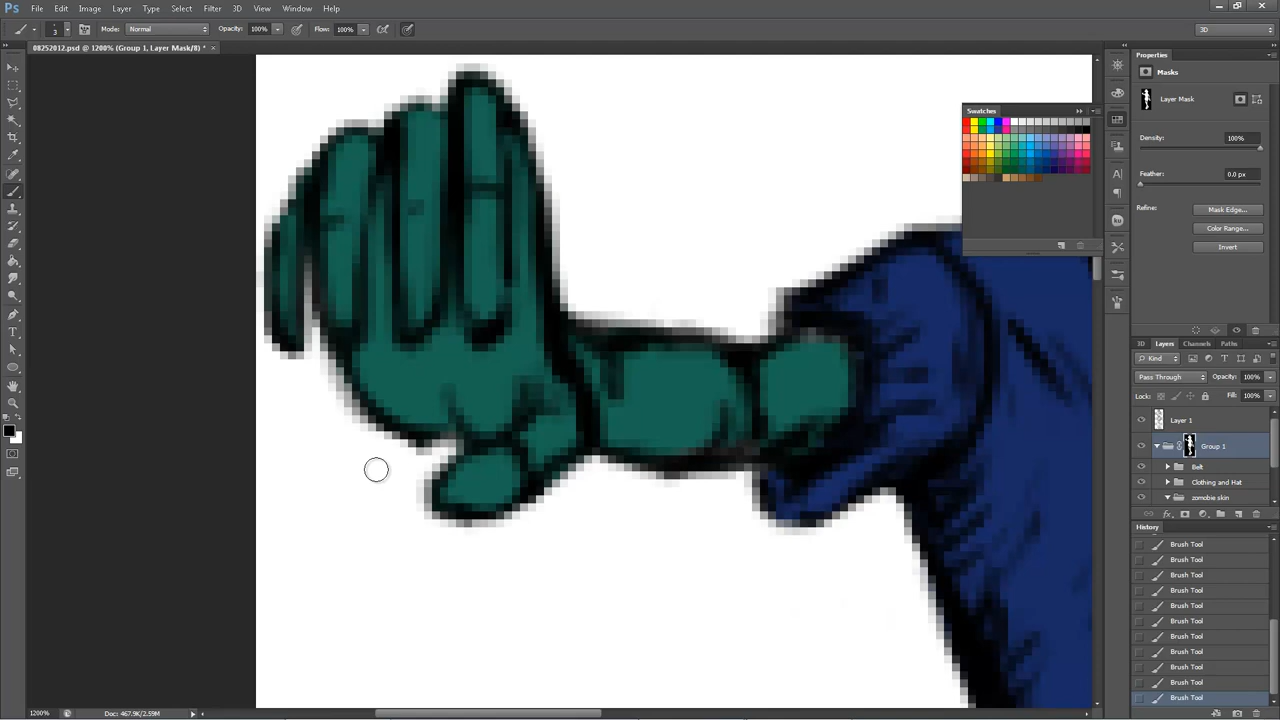 Ps File Edit Image Layer Type Select Filter 3D View Window Help
3 Mode: Normal Opacity: 100% Flow: 100% 3D
08252012.psd @ 1200% (Group 1, Layer Mask/8) * ×
Properties
Masks
Layer Mask
Swatches
Density: 100%
Feather: 0.0 px
Refine: Mask Edge...
Color Range...
Invert
3D Layers Channels Paths
Kind
Pass Through Opacity: 100%
Lock: Fill: 100%
Layer 1
Group 1
Belt
Clothing and Hat
zomobie skin
fx
History
Brush Tool
Brush Tool
Brush Tool
Brush Tool
Brush Tool
Brush Tool
Brush Tool
Brush Tool
Brush Tool
Brush Tool
Brush Tool
1200% Doc: 467.9K/2.59M